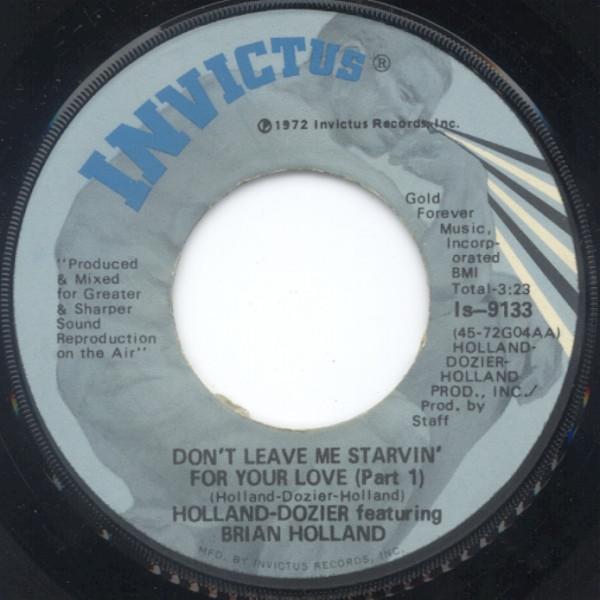 INVICTUS®
℗1972 Invictus Records, Inc.
Gold
Forever
Music,
Incorp-
orated
BMI
Total-3:23
Is—9133
(45-72G04AA)
HOLLAND-
DOZIER-
HOLLAND
PROD., INC./
Prod. by
Staff
"Produced
& Mixed
for Greater
& Sharper
Sound
Reproduction
on the Air"
DON'T LEAVE ME STARVIN'
FOR YOUR LOVE (Part 1)
(Holland-Dozier-Holland)
HOLLAND-DOZIER featuring
BRIAN HOLLAND
MFD. BY INVICTUS RECORDS, INC.